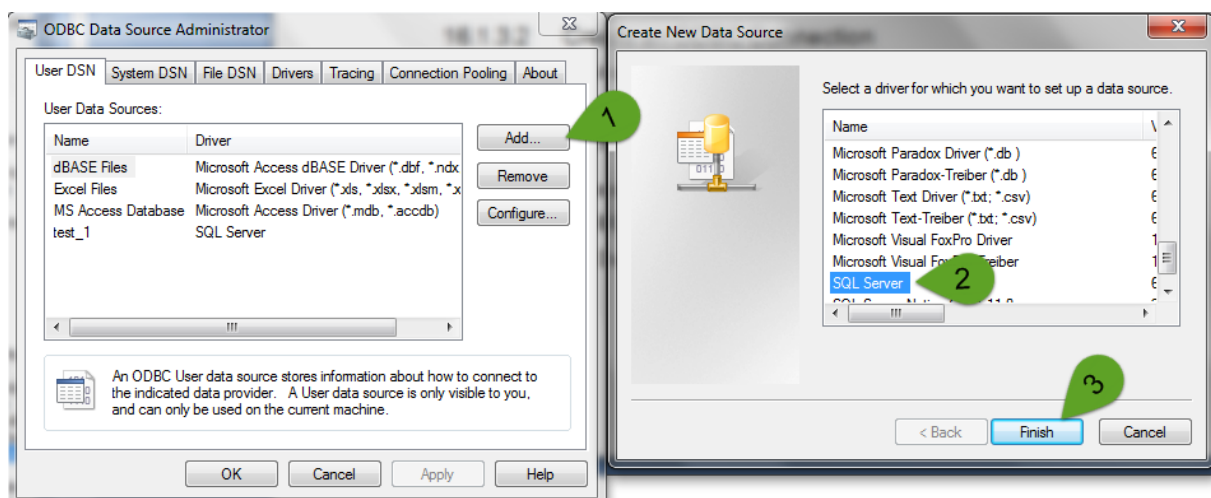 ODBC Data Source Administrator
User DSN System DSN File DSN Drivers Tracing Connection Pooling About
User Data Sources:
Name Driver
dBASE Files Microsoft Access dBASE Driver (*.dbf, *.ndx
Excel Files Microsoft Excel Driver (*.xls, *.xlsx, *.xlsm, *.x
MS Access Database Microsoft Access Driver (*.mdb, *.accdb)
test_1 SQL Server
Add...
Remove
Configure...
1
An ODBC User data source stores information about how to connect to
the indicated data provider. A User data source is only visible to you,
and can only be used on the current machine.
OK Cancel Apply Help
Create New Data Source
Select a driver for which you want to set up a data source.
Name
Microsoft Paradox Driver (*.db )
Microsoft Paradox-Treiber (*.db )
Microsoft Text Driver (*.txt; *.csv)
Microsoft Text-Treiber (*.txt; *.csv)
Microsoft Visual FoxPro Driver
Microsoft Visual
SQL Server
2
3
< Back Finish Cancel